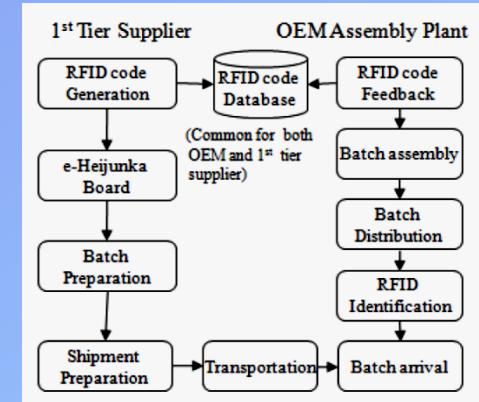 1st Tier Supplier
OEM Assembly Plant
RFID code
Generation
RFID code
Database
RFID code
Feedback
(Common for both
OEM and 1st tier
supplier)
e-Heijunka
Board
Batch assembly
Batch
Preparation
Batch
Distribution
RFID
Identification
Shipment
Preparation
Transportation
Batch arrival